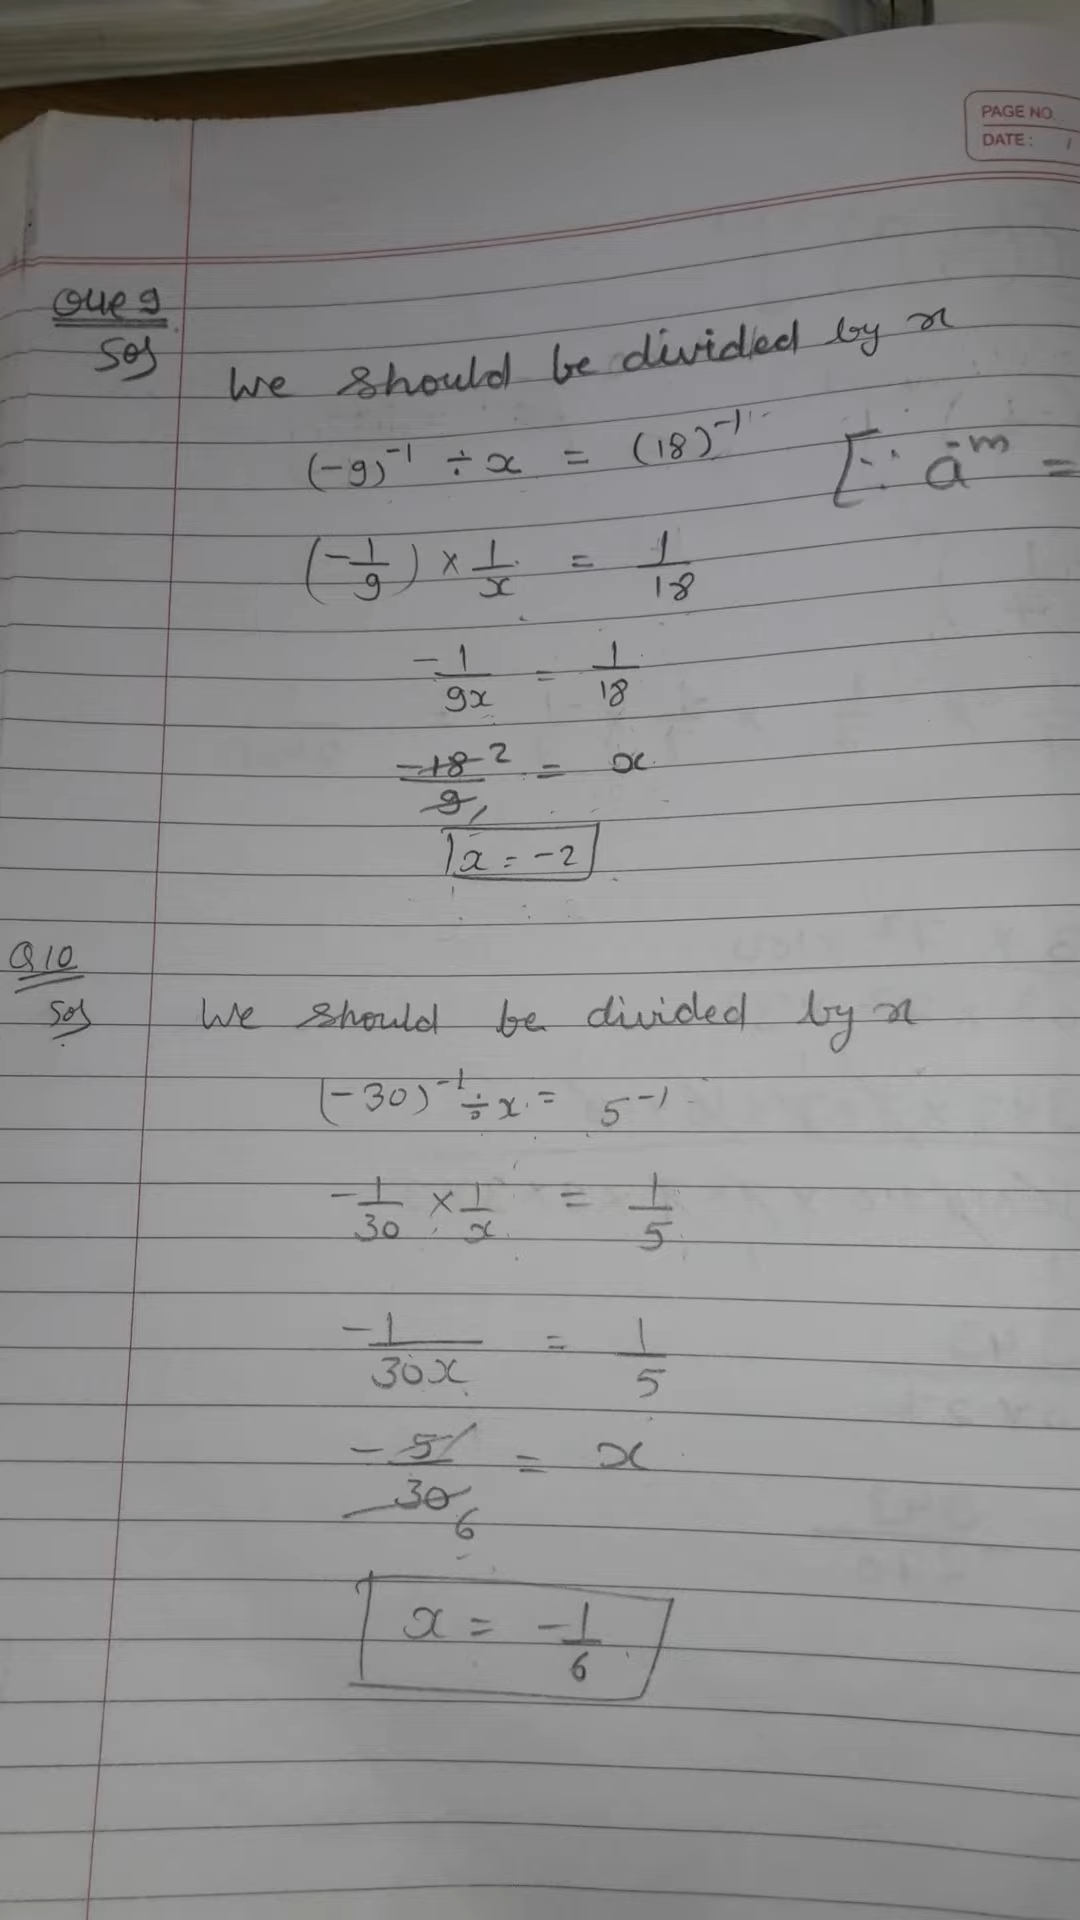 PAGE NO.
DATE: /
Que 9
Sol
We should be divided by x
(-9)⁻¹ ÷ x = (18)⁻¹ [∵ a⁻ᵐ =
(-1/9) × 1/x = 1/18
-1/9x = 1/18
-18 2/9 = x
x = -2
Q10
Sol
We should be divided by x
(-30)⁻¹ ÷ x = 5⁻¹
-1/30 × 1/x = 1/5
-1/30x = 1/5
-5/30 6 = x
x = -1/6